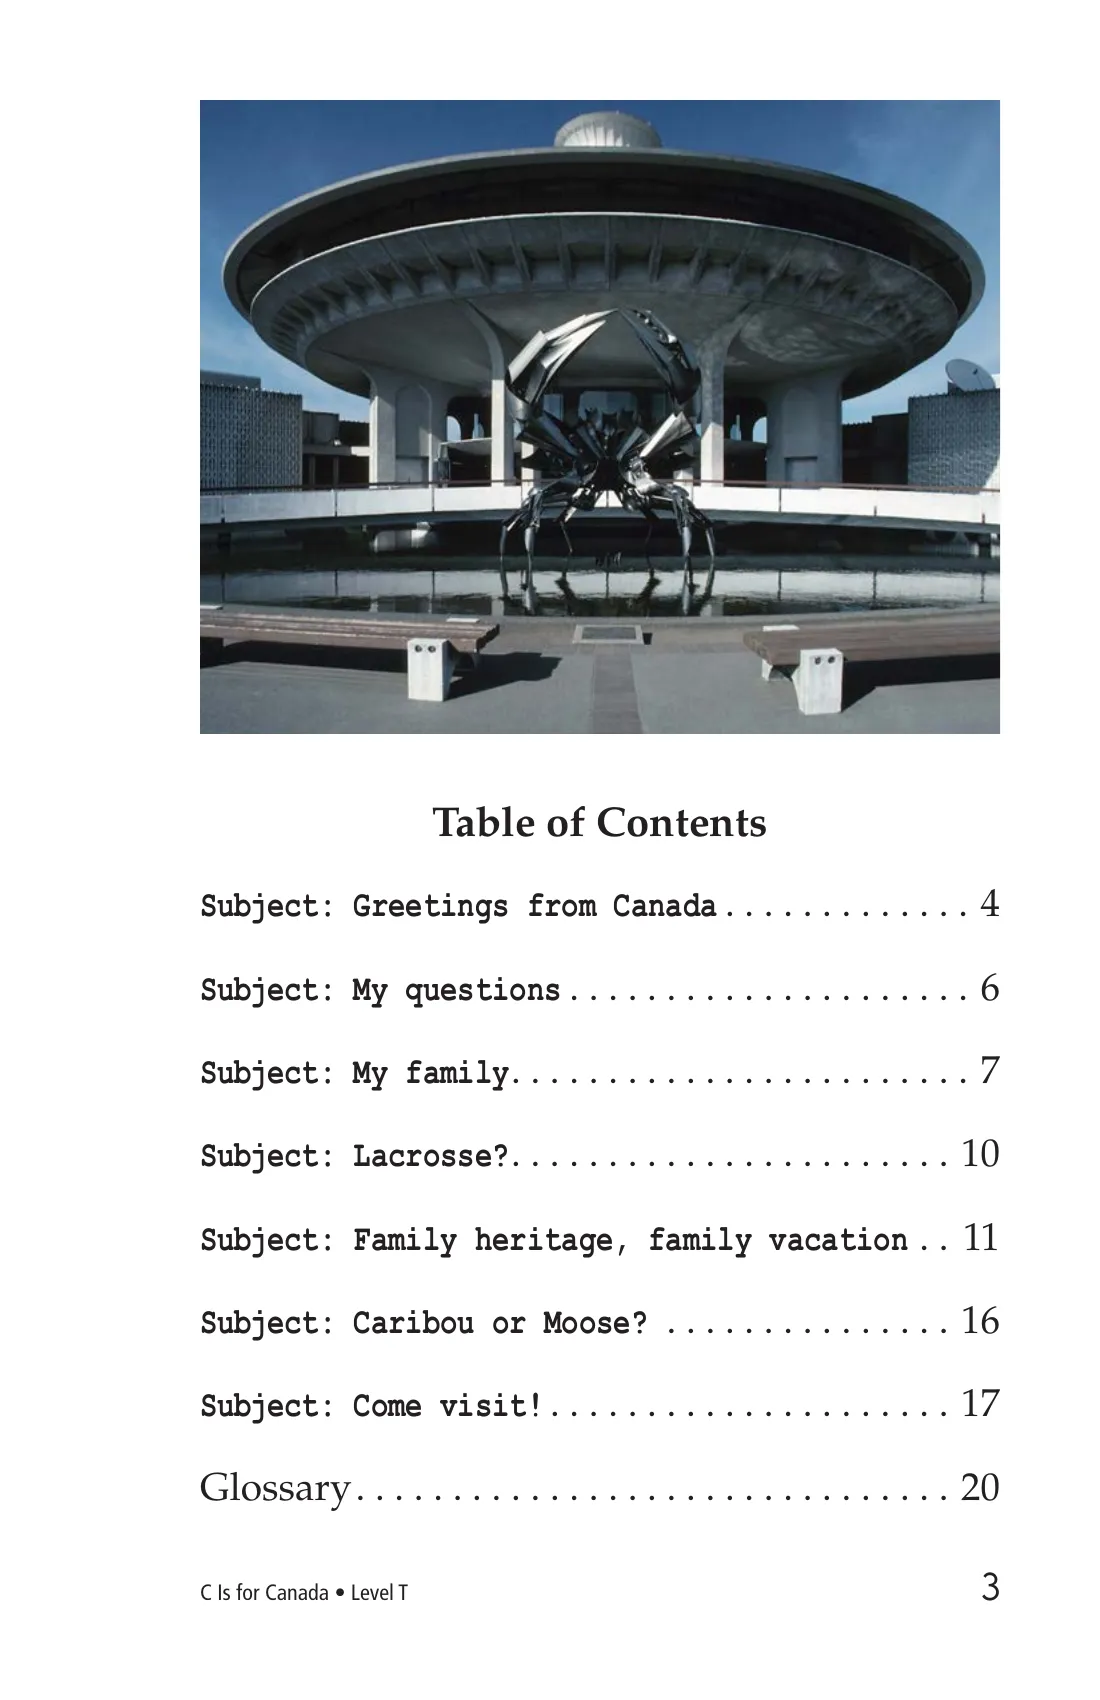 Table of Contents
Subject: Greetings from Canada . . . . . . . . . . . . . 4
Subject: My questions . . . . . . . . . . . . . . . . . . . . . 6
Subject: My family. . . . . . . . . . . . . . . . . . . . . . . . 7
Subject: Lacrosse?. . . . . . . . . . . . . . . . . . . . . . . 10
Subject: Family heritage, family vacation . . 11
Subject: Caribou or Moose? . . . . . . . . . . . . . . . 16
Subject: Come visit! . . . . . . . . . . . . . . . . . . . . . 17
Glossary. . . . . . . . . . . . . . . . . . . . . . . . . . . . . . . 20
C Is for Canada • Level T 3